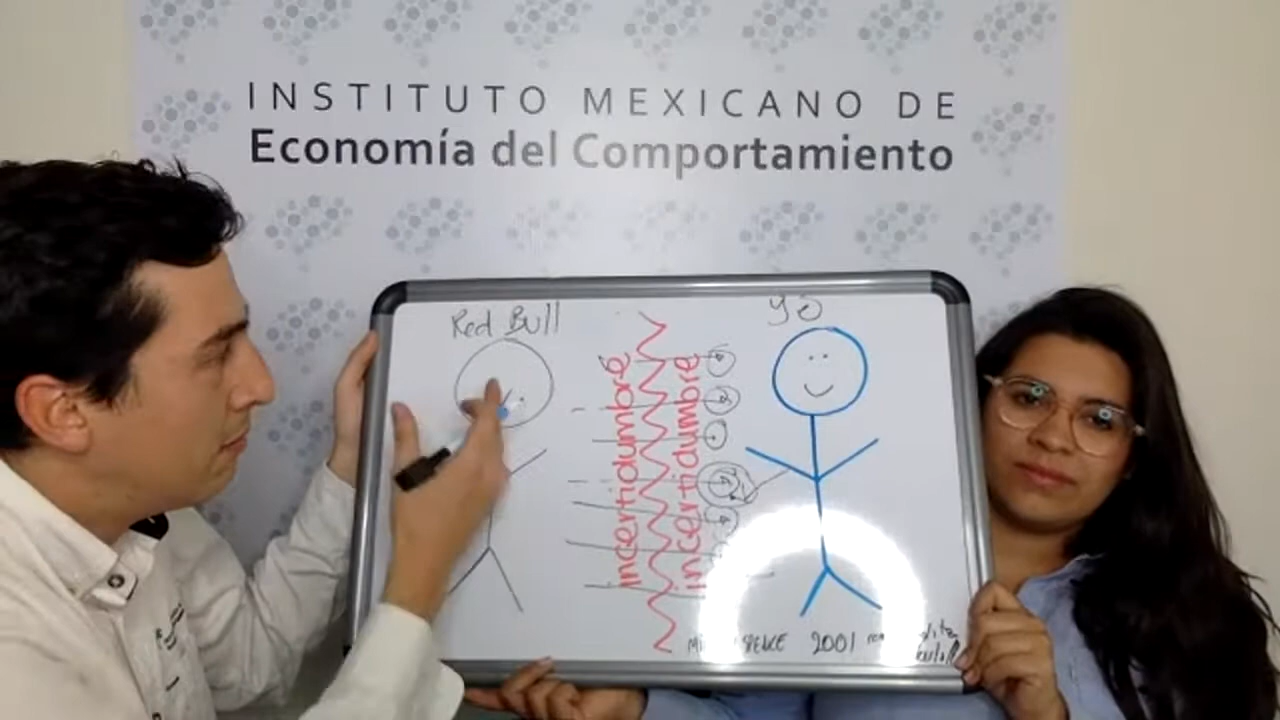 INSTITUTO MEXICANO DE
Economía del Comportamiento
Red Bull
yo
incertidumbre
incertidumbre
2001